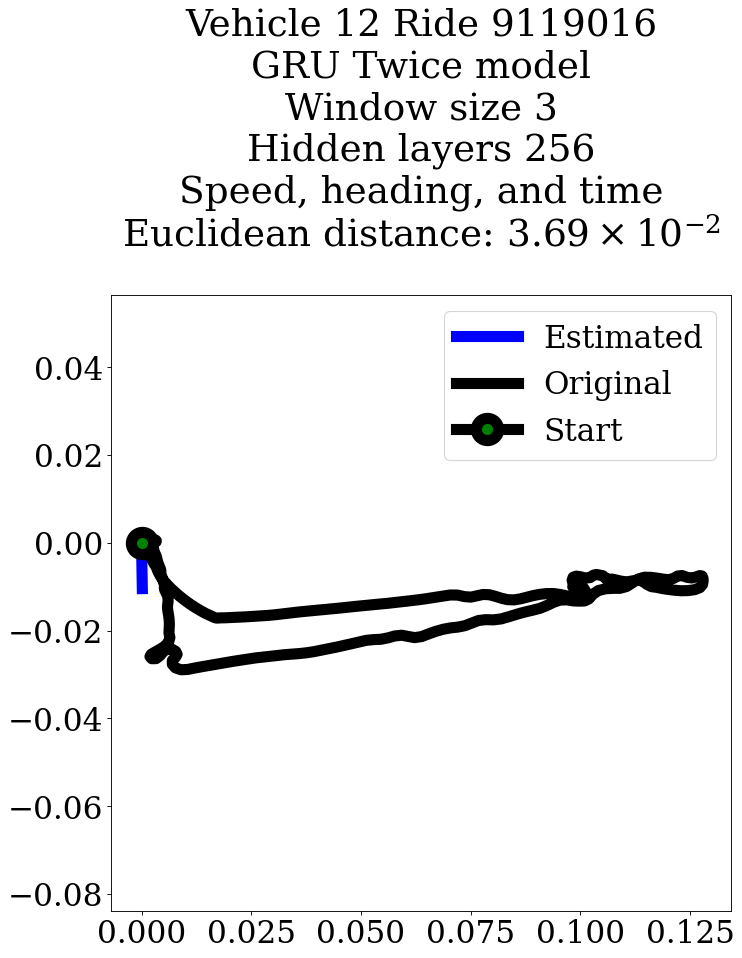 Vehicle 12 Ride 9119016
GRU Twice model
Window size 3
Hidden layers 256
Speed, heading, and time
Euclidean distance: 3.69 × 10⁻²
Estimated
Original
Start
0.04
0.02
0.00
−0.02
−0.04
−0.06
−0.08
0.000 0.025 0.050 0.075 0.100 0.125